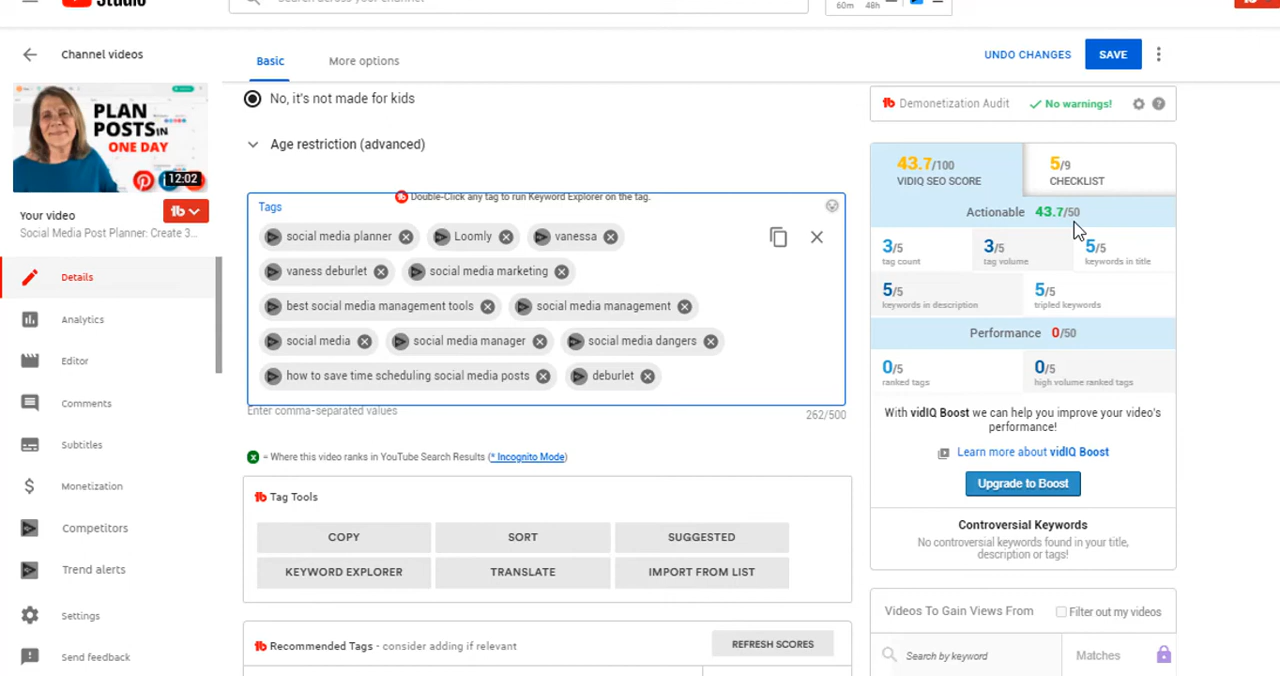 Studio
Search across your channel
60m 48h
Channel videos
Basic
More options
UNDO CHANGES
SAVE
PLAN
POSTS IN
ONE DAY
12:02
Your video
Social Media Post Planner: Create 3...
Details
Analytics
Editor
Comments
Subtitles
Monetization
Competitors
Trend alerts
Settings
Send feedback
No, it's not made for kids
Age restriction (advanced)
Double-Click any tag to run Keyword Explorer on the tag.
Tags
social media planner
Loomly
vanessa
vaness deburlet
social media marketing
best social media management tools
social media management
social media
social media manager
social media dangers
how to save time scheduling social media posts
deburlet
Enter comma-separated values
262/500
= Where this video ranks in YouTube Search Results (* Incognito Mode)
Tag Tools
COPY
SORT
SUGGESTED
KEYWORD EXPLORER
TRANSLATE
IMPORT FROM LIST
Recommended Tags - consider adding if relevant
REFRESH SCORES
Demonetization Audit
No warnings!
43.7/100
VIDIQ SEO SCORE
5/9
CHECKLIST
Actionable 43.7/50
3/5
tag count
3/5
tag volume
5/5
keywords in title
5/5
keywords in description
5/5
tripled keywords
Performance 0/50
0/5
ranked tags
0/5
high volume ranked tags
With vidIQ Boost we can help you improve your video's
performance!
Learn more about vidIQ Boost
Upgrade to Boost
Controversial Keywords
No controversial keywords found in your title,
description or tags!
Videos To Gain Views From
Filter out my videos
Search by keyword
Matches